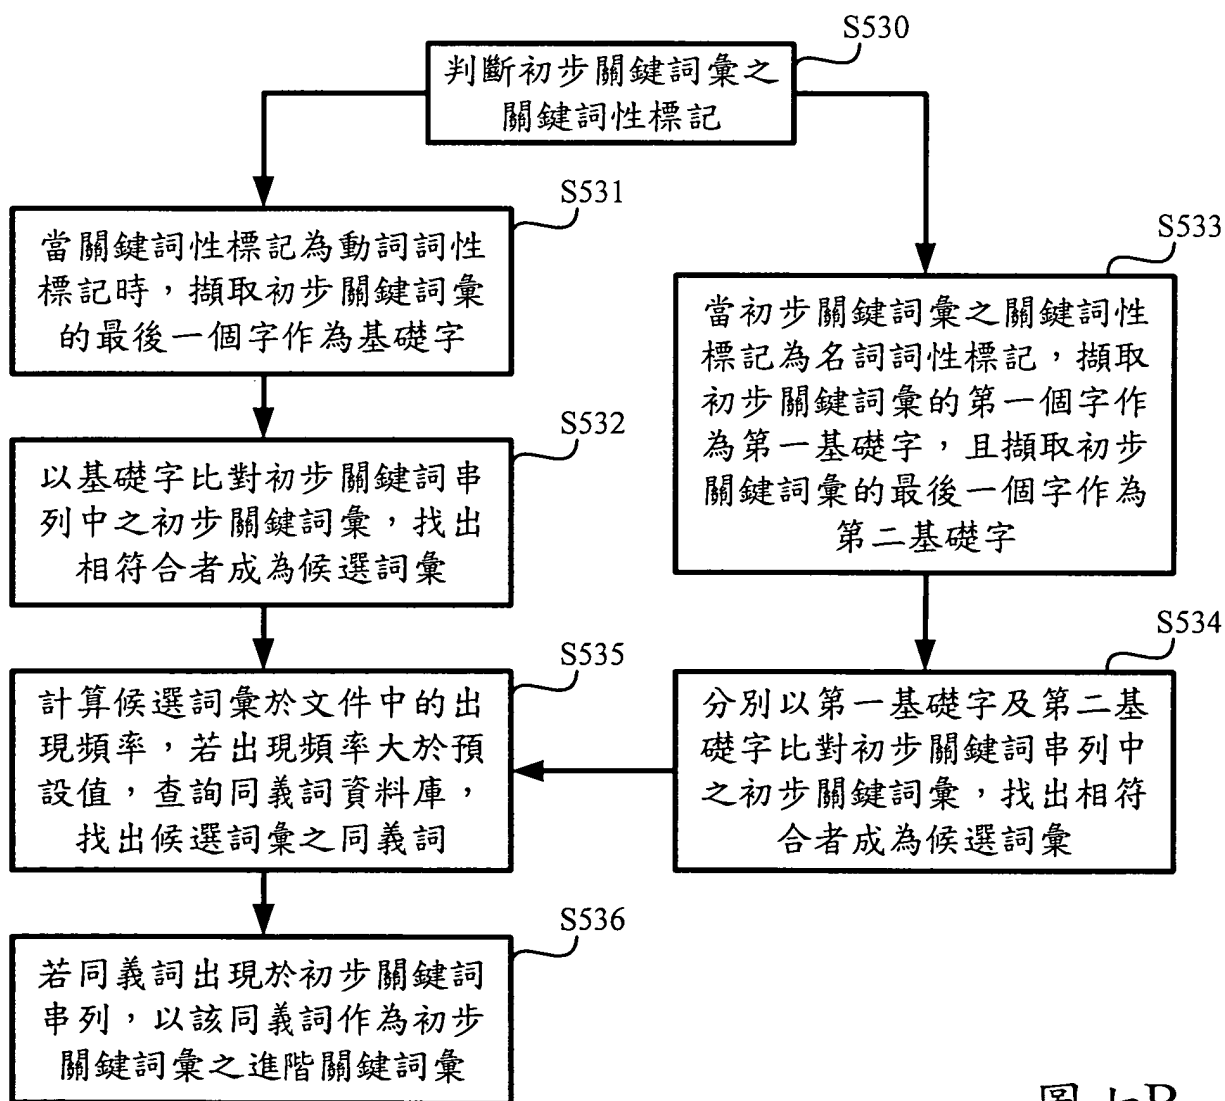 S530
判斷初步關鍵詞彙之
關鍵詞性標記
S531
當關鍵詞性標記為動詞詞性
標記時，擷取初步關鍵詞彙
的最後一個字作為基礎字
S533
當初步關鍵詞彙之關鍵詞性
標記為名詞詞性標記，擷取
初步關鍵詞彙的第一個字作
為第一基礎字，且擷取初步
關鍵詞彙的最後一個字作為
第二基礎字
S532
以基礎字比對初步關鍵詞串
列中之初步關鍵詞彙，找出
相符合者成為候選詞彙
S534
分別以第一基礎字及第二基
礎字比對初步關鍵詞串列中
之初步關鍵詞彙，找出相符
合者成為候選詞彙
S535
計算候選詞彙於文件中的出
現頻率，若出現頻率大於預
設值，查詢同義詞資料庫，
找出候選詞彙之同義詞
S536
若同義詞出現於初步關鍵詞
串列，以該同義詞作為初步
關鍵詞彙之進階關鍵詞彙
圖七B